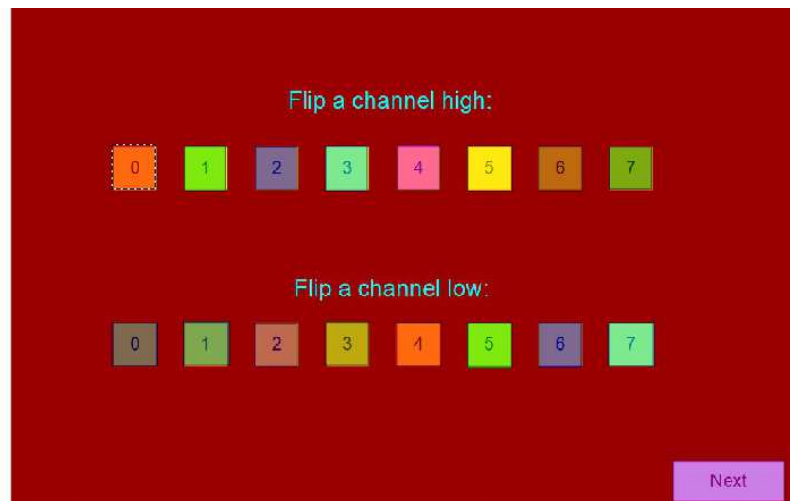 Flip a channel high:
0 1 2 3 4 5 6 7
Flip a channel low:
0 1 2 3 4 5 6 7
Next